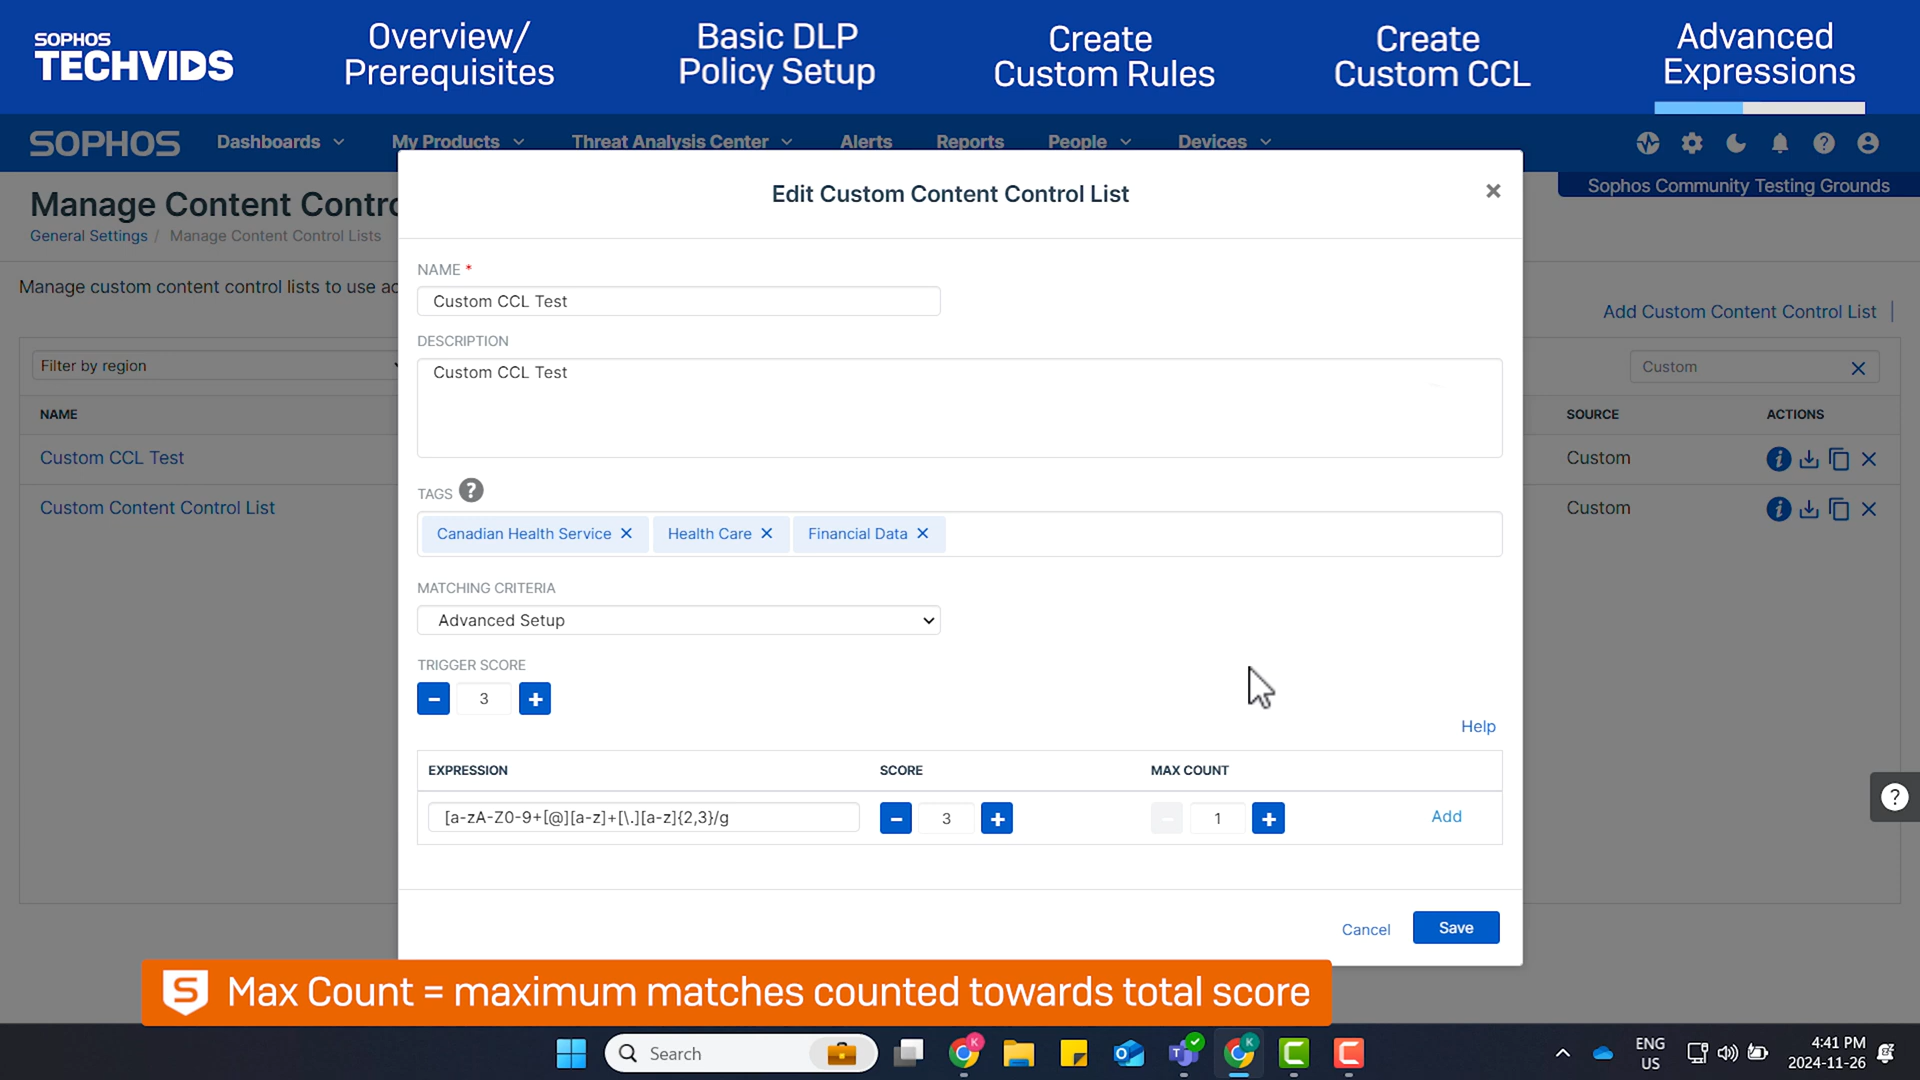 SOPHOS
TECHVIDS
Overview/
Prerequisites
Basic DLP
Policy Setup
Create
Custom Rules
Create
Custom CCL
Advanced
Expressions
SOPHOS
Dashboards
My Products
Threat Analysis Center
Alerts
Reports
People
Devices
Sophos Community Testing Grounds
Manage Content Contro
General Settings / Manage Content Control Lists
Manage custom content control lists to use ac
Add Custom Content Control List
Filter by region
Custom
NAME
SOURCE
ACTIONS
Custom CCL Test
Custom
Custom Content Control List
Custom
Edit Custom Content Control List
NAME *
Custom CCL Test
DESCRIPTION
Custom CCL Test
TAGS ?
Canadian Health Service
Health Care
Financial Data
MATCHING CRITERIA
Advanced Setup
TRIGGER SCORE
3
Help
EXPRESSION
SCORE
MAX COUNT
[a-zA-Z0-9+[@][a-z]+[\.][a-z]{2,3}/g
3
1
Add
Cancel
Save
Max Count = maximum matches counted towards total score
Search
ENG
US
4:41 PM
2024-11-26